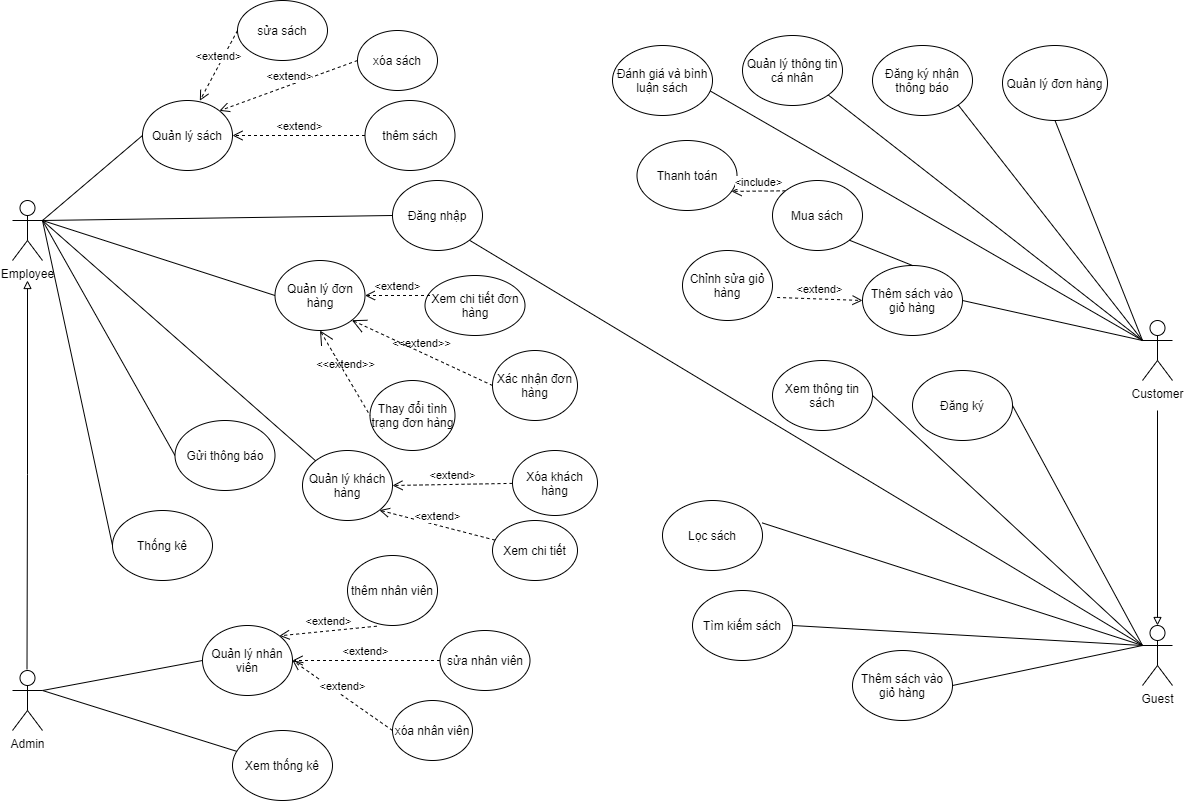 sửa sách
<extend>
xóa sách
<extend>
Quản lý sách
<extend>
thêm sách
Đăng nhập
Employee
Quản lý đơn
hàng
<extend>
Xem chi tiết đơn
hàng
<<extend>>
<<extend>>
Xác nhận đơn
hàng
Thay đổi tình
trạng đơn hàng
Gửi thông báo
Quản lý khách
hàng
<extend>
Xóa khách
hàng
<extend>
Xem chi tiết
Thống kê
thêm nhân viên
<extend>
Quản lý nhân
viên
<extend>
sửa nhân viên
<extend>
xóa nhân viên
Admin
Xem thống kê
Đánh giá và bình
luận sách
Quản lý thông tin
cá nhân
Đăng ký nhận
thông báo
Quản lý đơn hàng
Thanh toán
<include>
Mua sách
Chỉnh sửa giỏ
hàng
<extend>
Thêm sách vào
giỏ hàng
Customer
Xem thông tin
sách
Đăng ký
Lọc sách
Tìm kiếm sách
Thêm sách vào
giỏ hàng
Guest